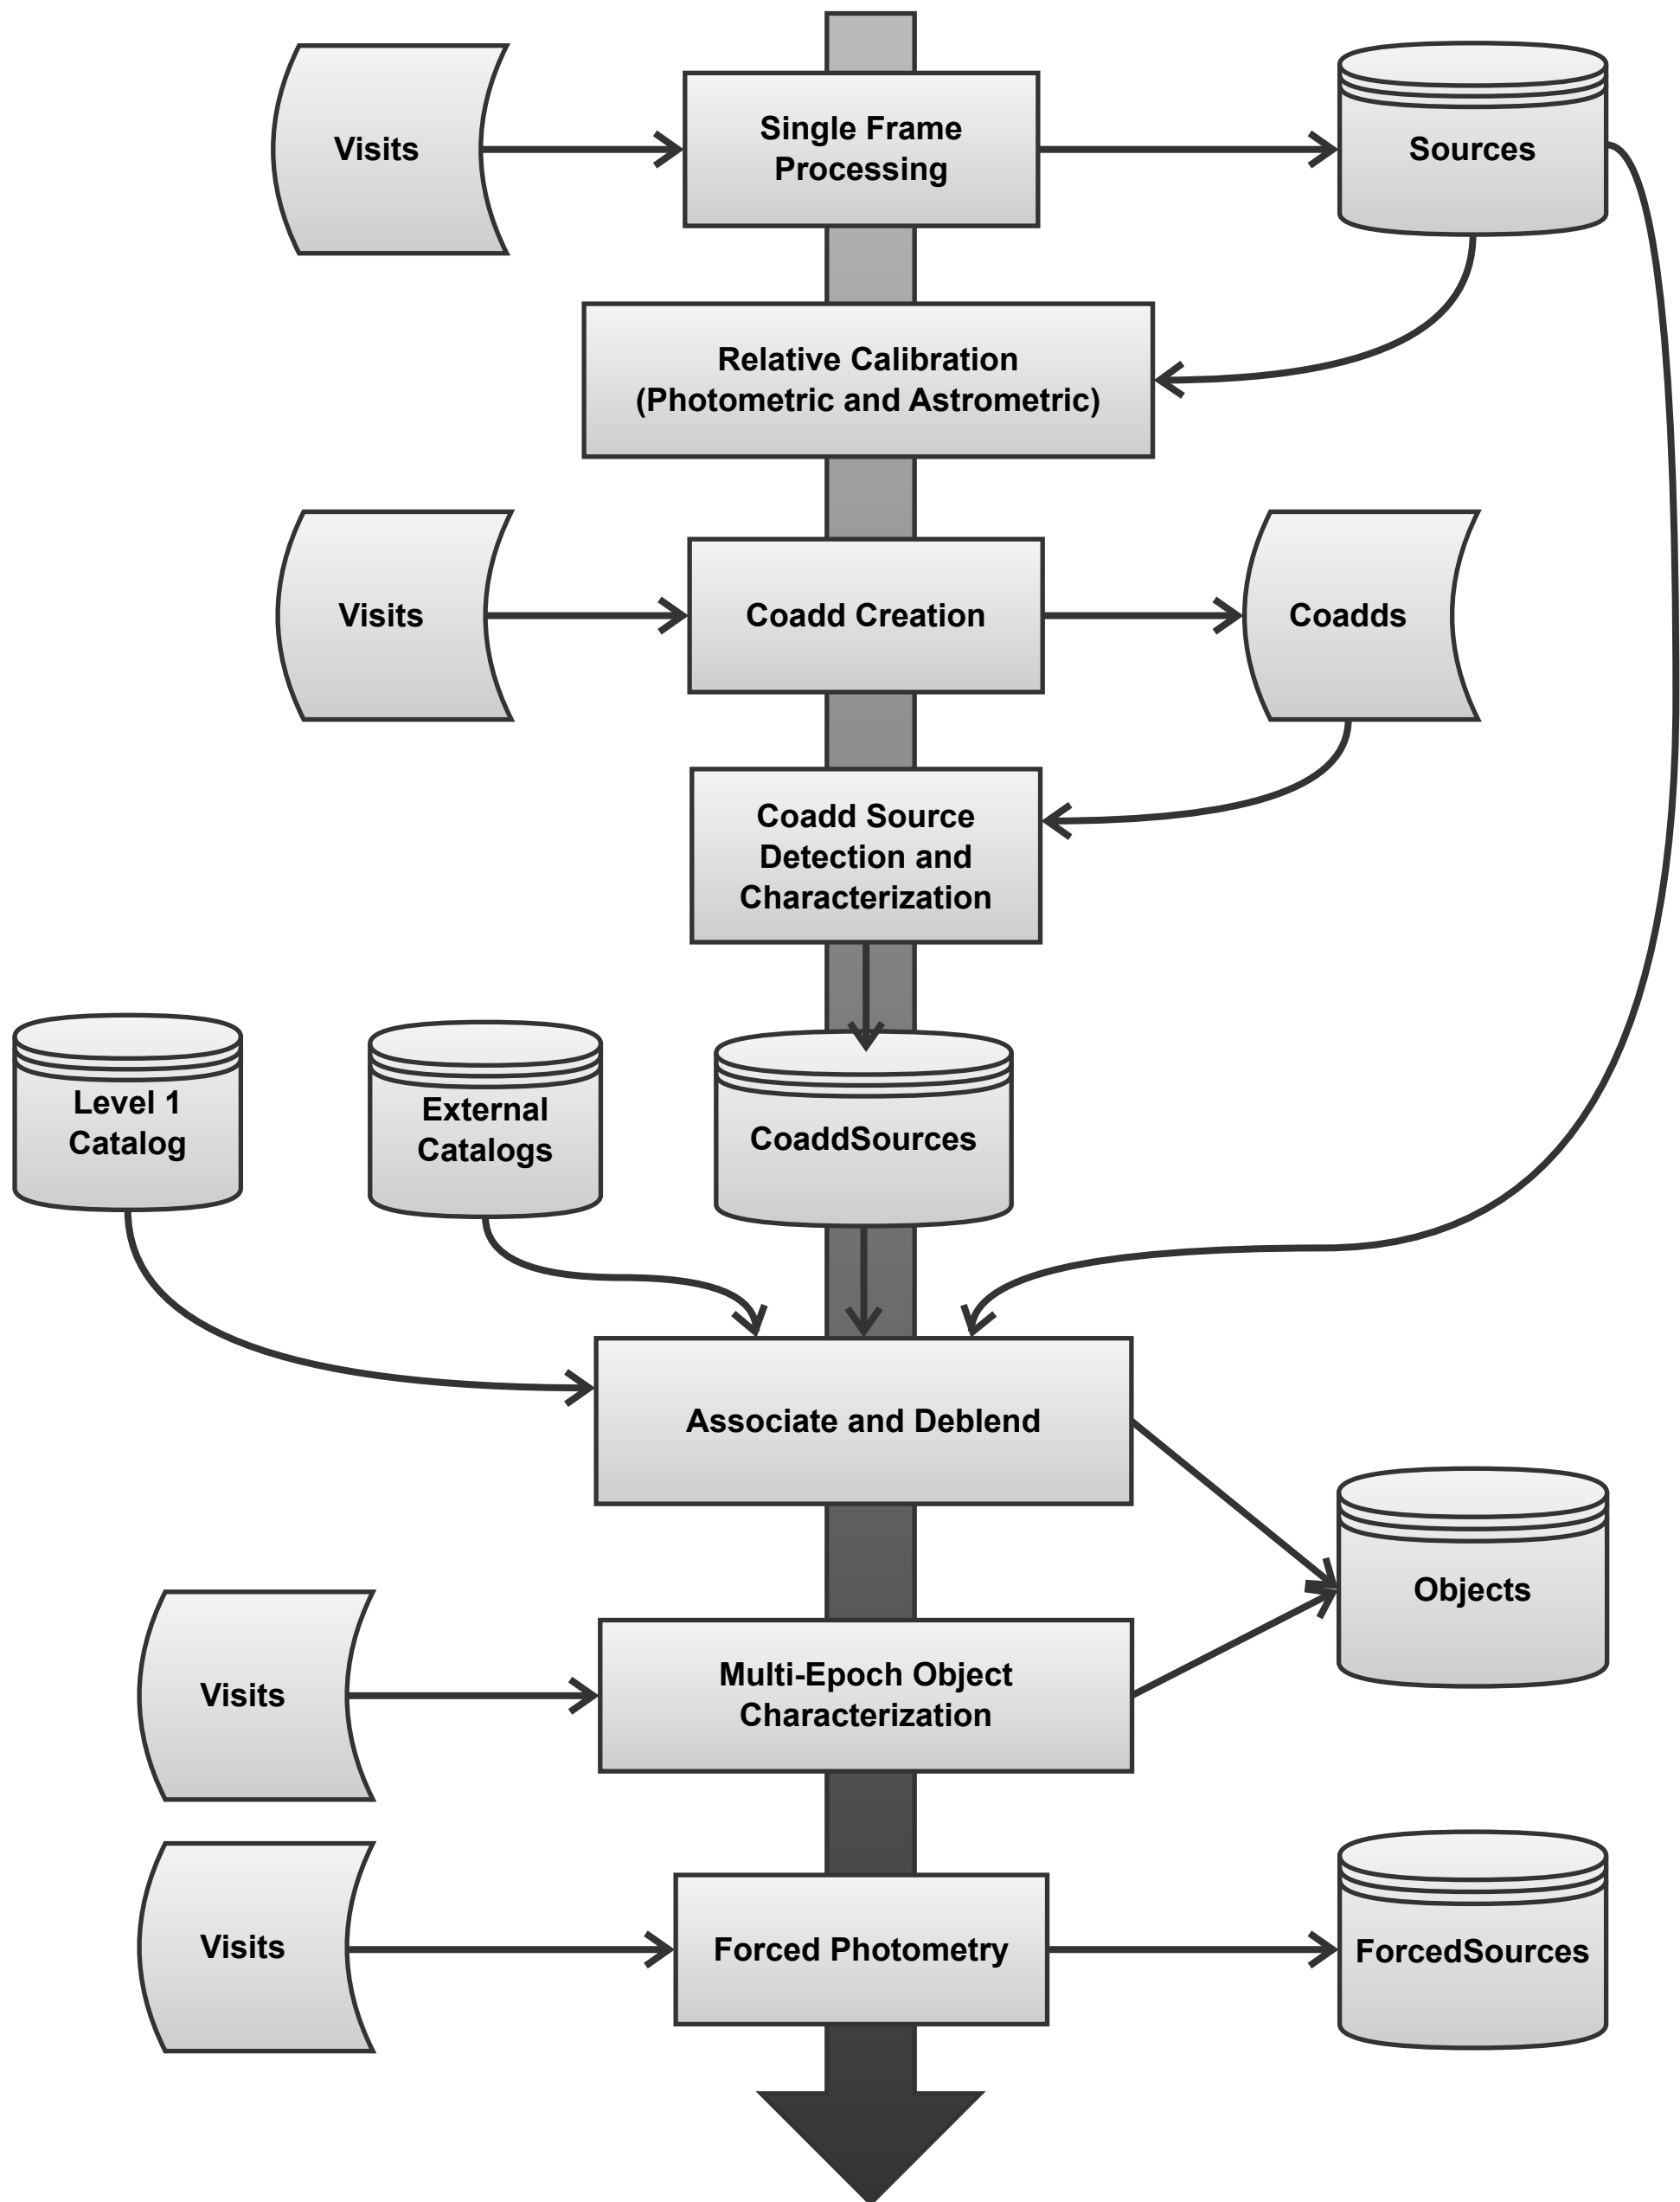 Visits
Single Frame
Processing
Sources
Relative Calibration
(Photometric and Astrometric)
Visits
Coadd Creation
Coadds
Coadd Source
Detection and
Characterization
Level 1
Catalog
External
Catalogs
CoaddSources
Associate and Deblend
Objects
Visits
Multi-Epoch Object
Characterization
Visits
Forced Photometry
ForcedSources